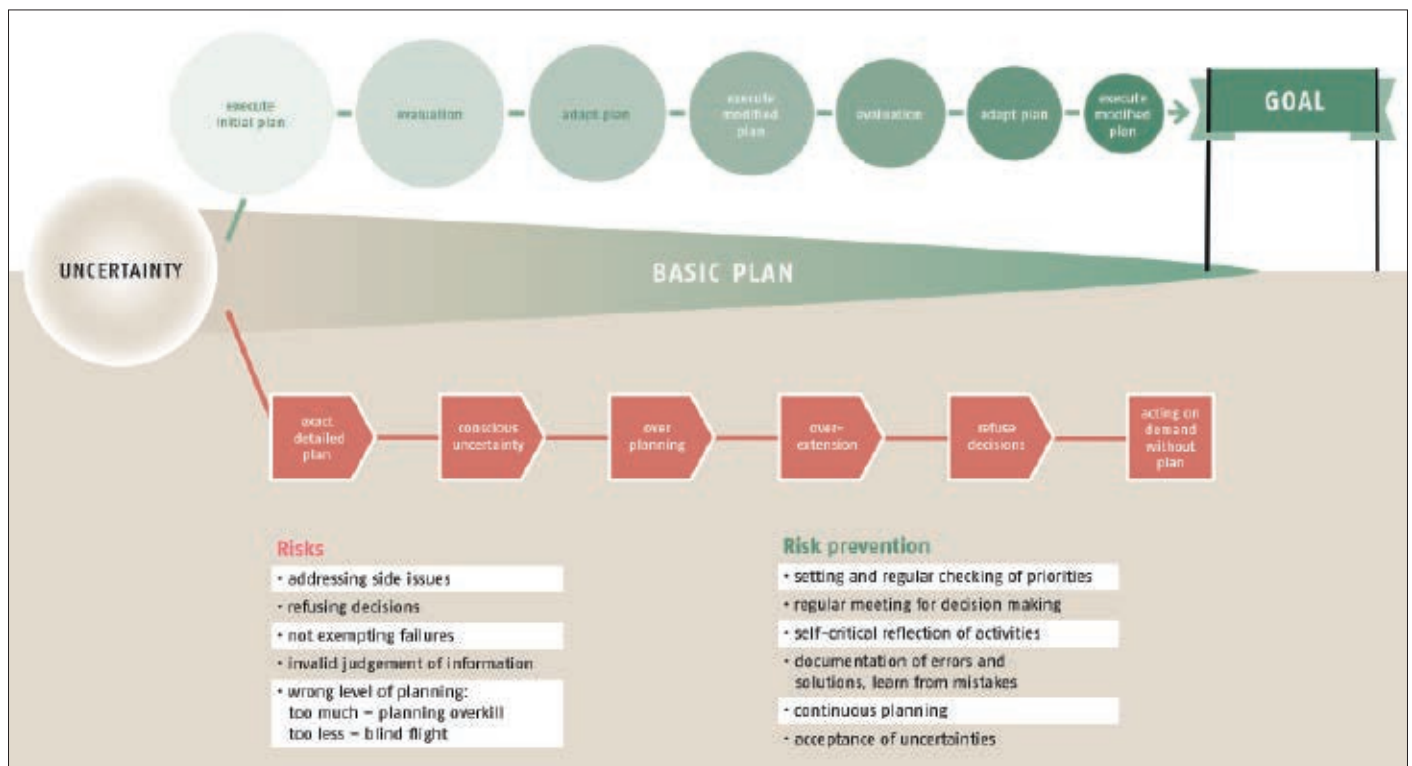 execute
initial plan
evaluation
adapt plan
execute
modified
plan
evaluation
adapt plan
execute
modified
plan
GOAL
UNCERTAINTY
BASIC PLAN
exact
detailed
plan
conscious
uncertainty
over
planning
over-
extension
refuse
decisions
acting on
demand
without
plan
Risks
• addressing side issues
• refusing decisions
• not exempting failures
• invalid judgement of information
• wrong level of planning:
too much – planning overkill
too less – blind flight
Risk prevention
• setting and regular checking of priorities
• regular meeting for decision making
• self-critical reflection of activities
• documentation of errors and
solutions, learn from mistakes
• continuous planning
• acceptance of uncertainties